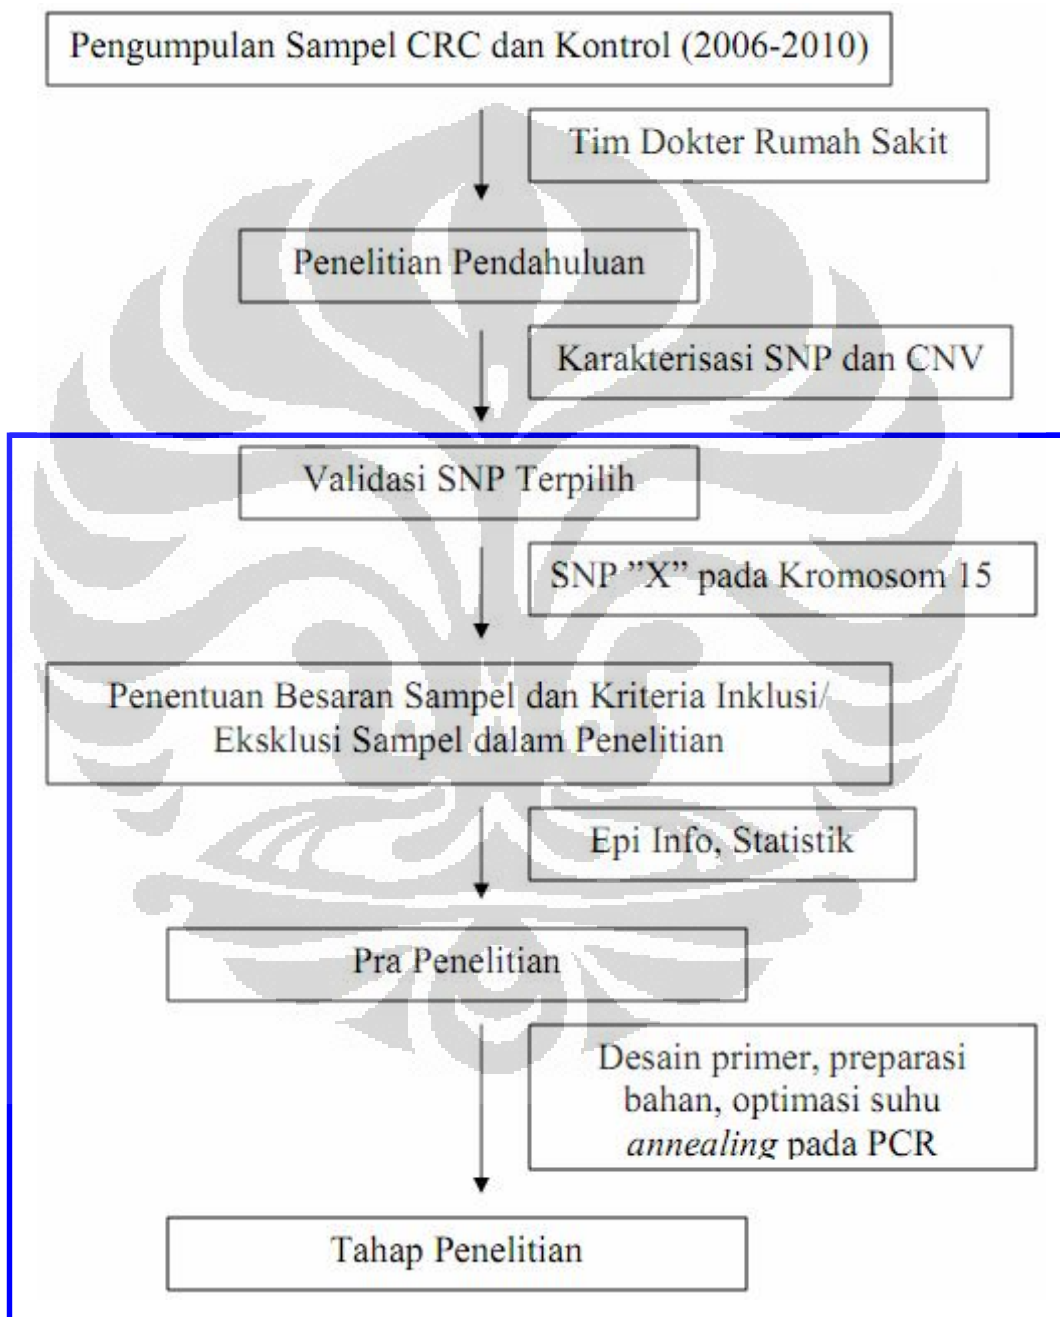 Pengumpulan Sampel CRC dan Kontrol (2006-2010)
Tim Dokter Rumah Sakit
Penelitian Pendahuluan
Karakterisasi SNP dan CNV
Validasi SNP Terpilih
SNP ”X” pada Kromosom 15
Penentuan Besaran Sampel dan Kriteria Inklusi/
Eksklusi Sampel dalam Penelitian
Epi Info, Statistik
Pra Penelitian
Desain primer, preparasi
bahan, optimasi suhu
annealing pada PCR
Tahap Penelitian